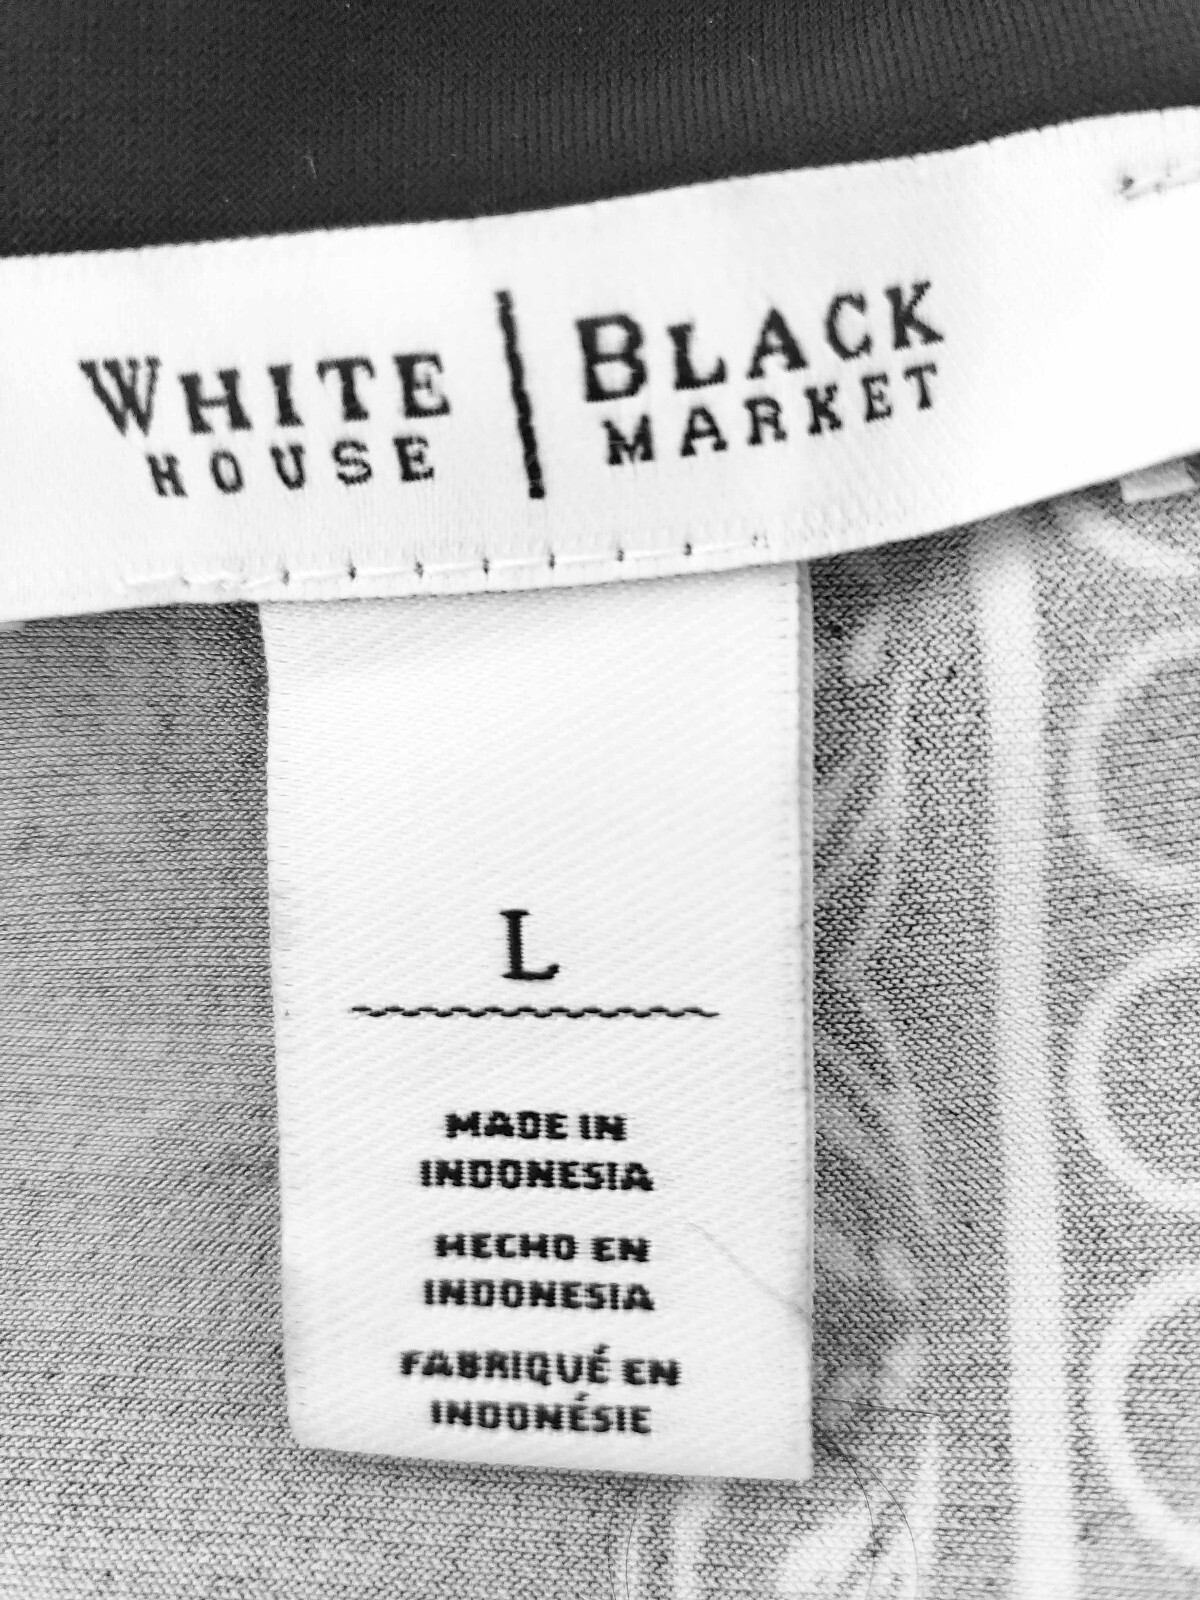 WHITE | BLACK
HOUSE | MARKET
L
MADE IN
INDONESIA
HECHO EN
INDONESIA
FABRIQUÉ EN
INDONÉSIE